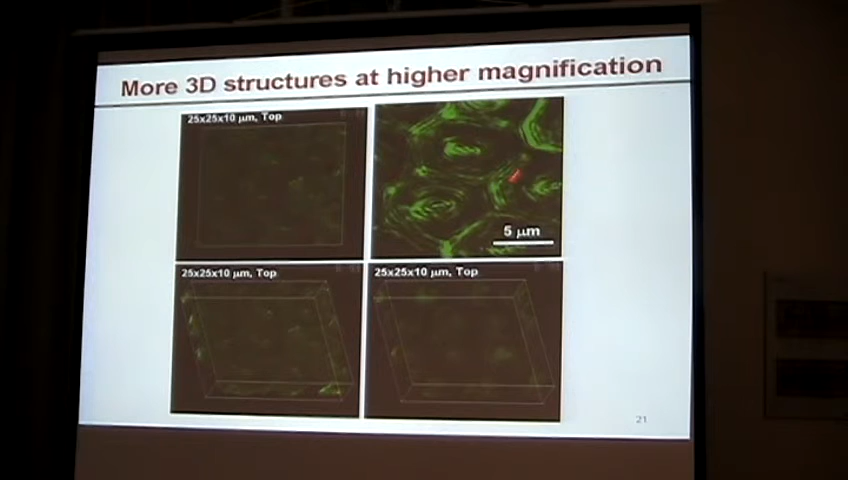 More 3D structures at higher magnification
25x25x10 μm, Top
5 μm
25x25x10 μm, Top
25x25x10 μm, Top
21